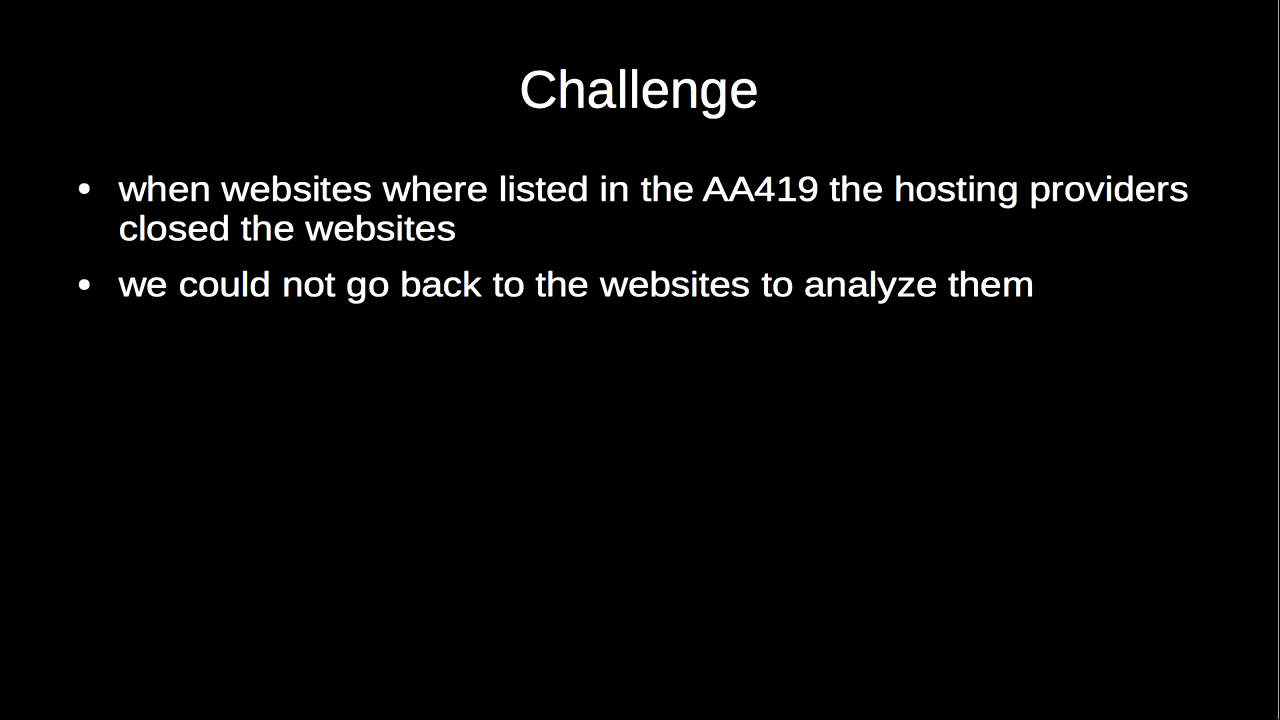 Challenge
• when websites where listed in the AA419 the hosting providers
closed the websites
• we could not go back to the websites to analyze them